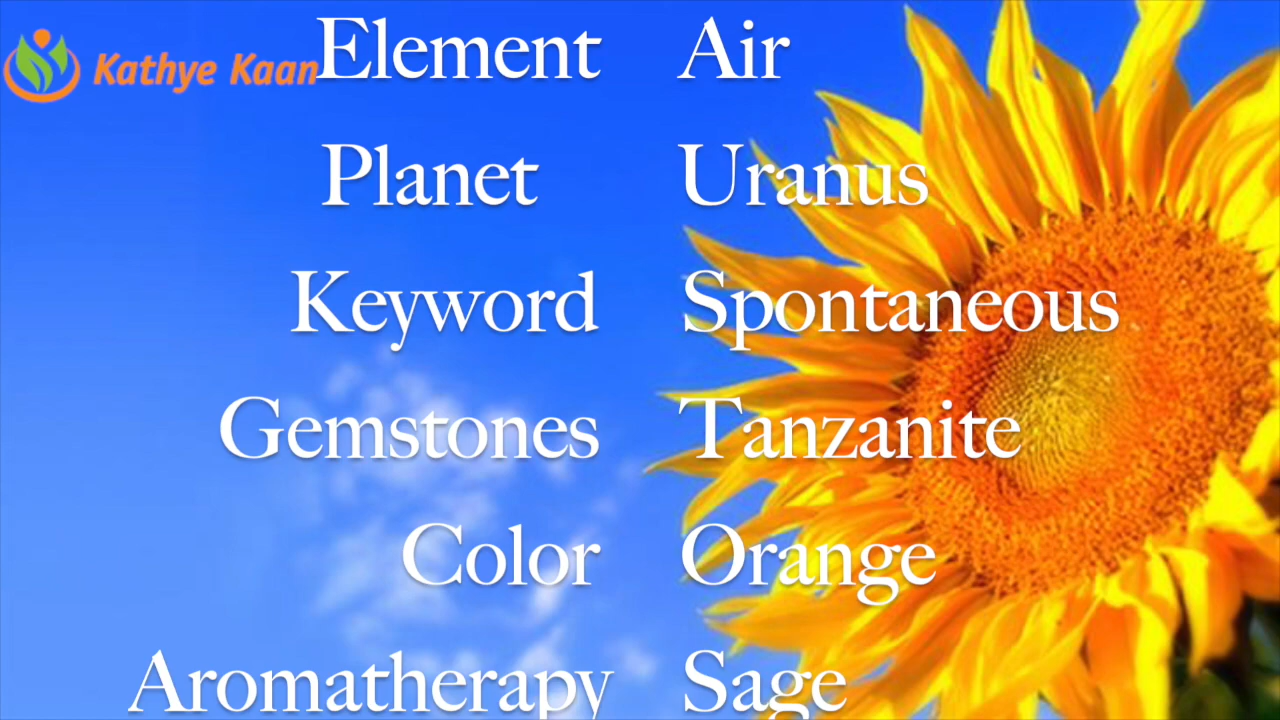 Kathye Kaan
Element Air
Planet Uranus
Keyword Spontaneous
Gemstones Tanzanite
Color Orange
Aromatherapy Sage